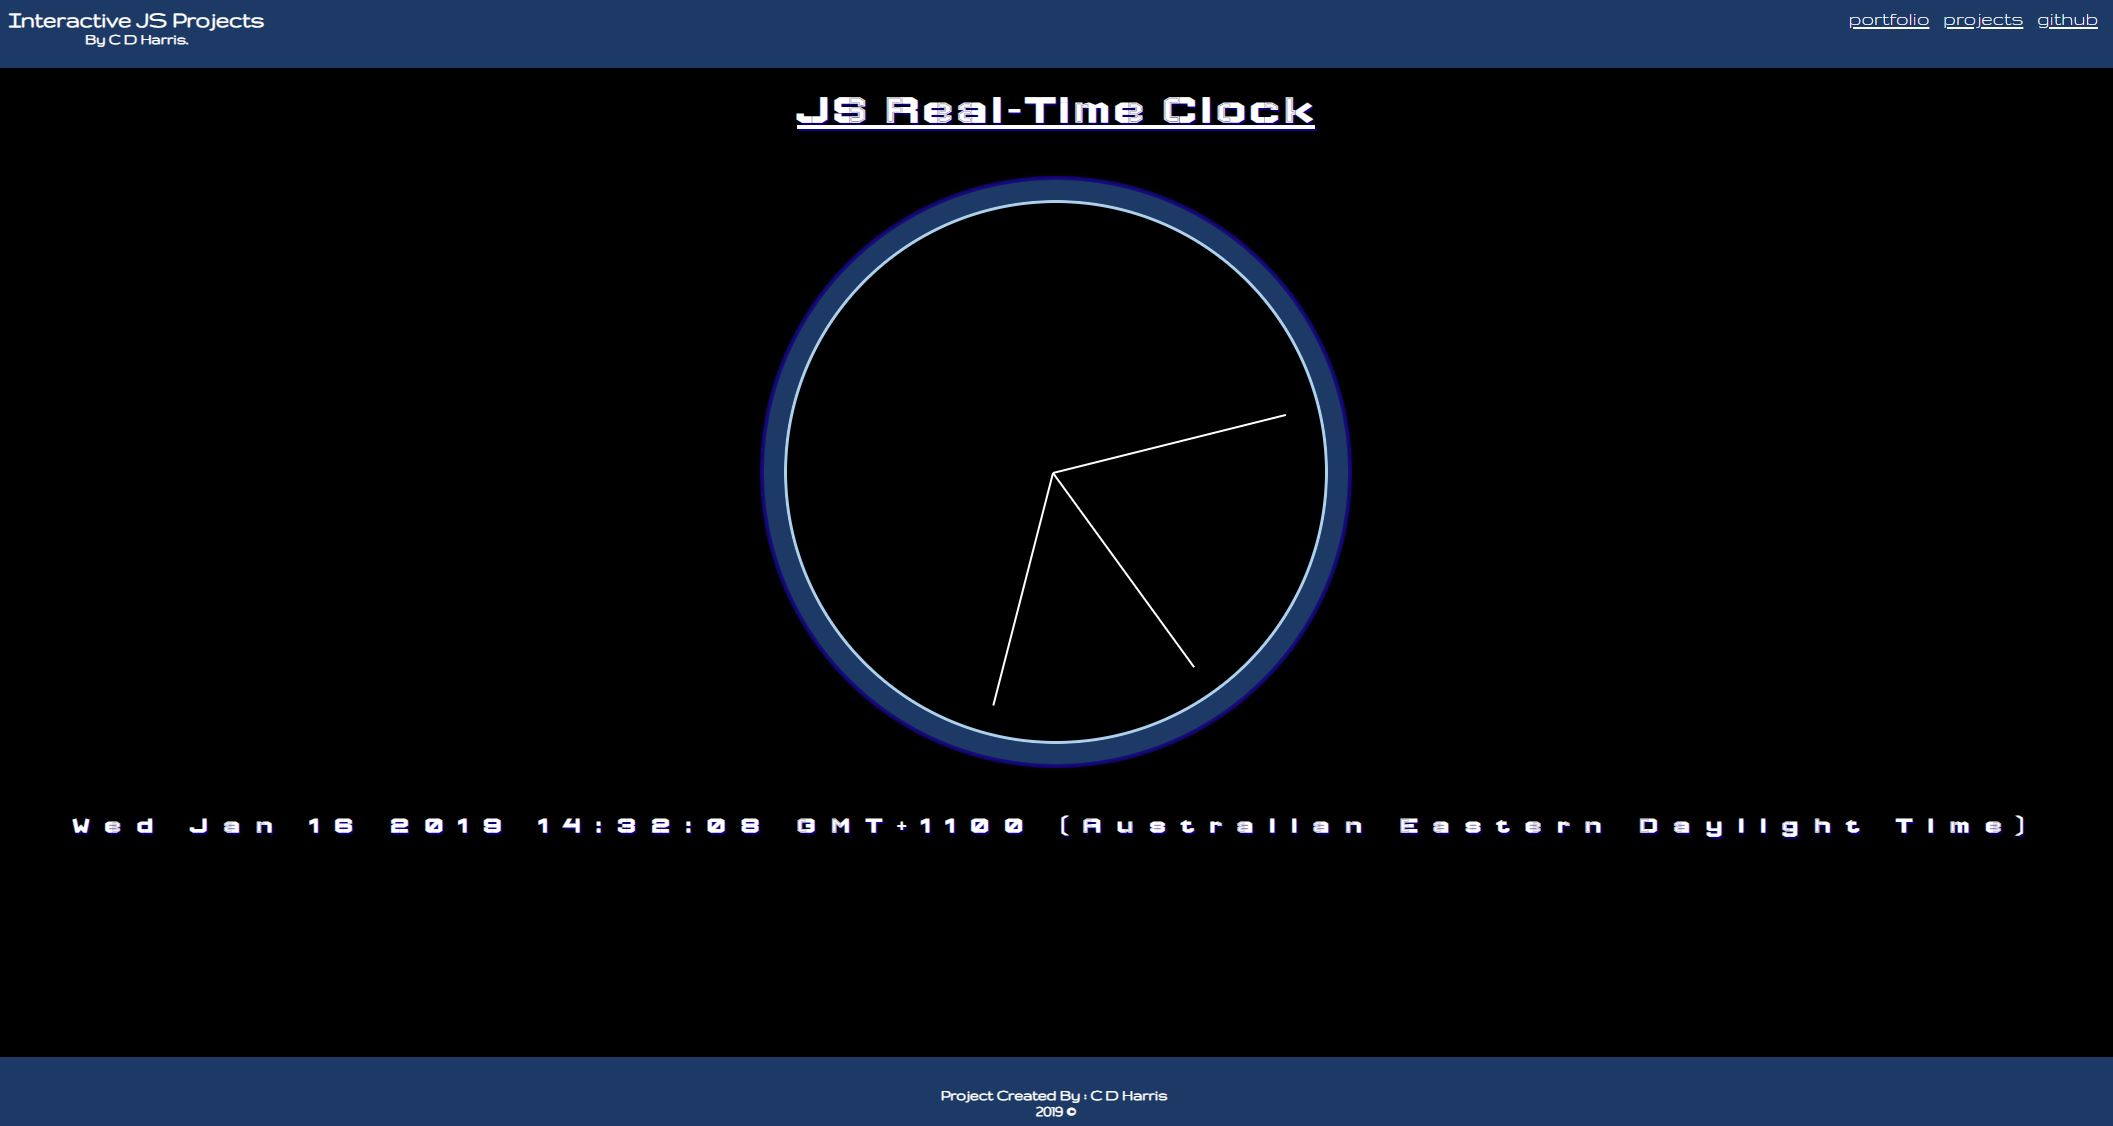 Interactive JS Projects
By C D Harris.
portfolio projects github
JS Real-Time Clock
Wed Jan 16 2019 14:32:08 GMT+1100 (Australian Eastern Daylight Time)
Project Created By : C D Harris
2019 ©